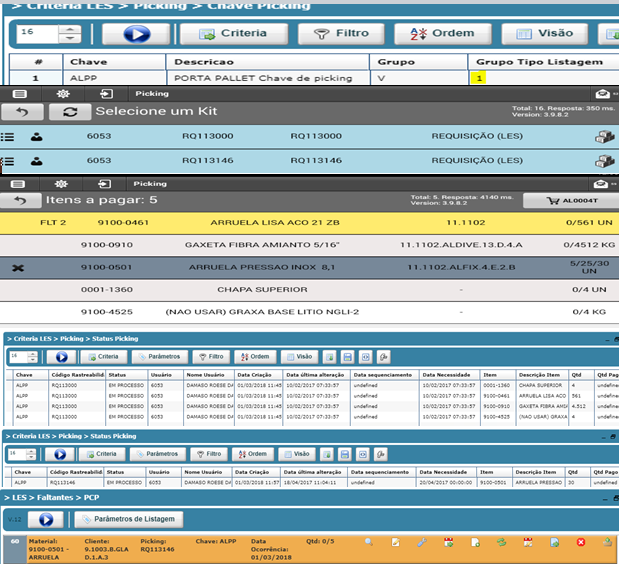 > Criteria LES > Picking > Chave Picking
16 Criteria Filtro Ordem Visão
# Chave Descricao Grupo Grupo Tipo Listagem
1 ALPP PORTA PALLET Chave de picking V 1
Picking
Selecione um Kit Total: 16. Resposta: 350 ms.
Version: 3.9.8.2
6053 RQ113000 RQ113000 REQUISIÇÃO (LES)
6053 RQ113146 RQ113146 REQUISIÇÃO (LES)
Picking
Itens a pagar: 5 Total: 5. Resposta: 4140 ms. AL0004T
Version: 3.9.8.2
FLT 2 9100-0461 ARRUELA LISA ACO 21 ZB 11.1102 0/561 UN
9100-0910 GAXETA FIBRA AMIANTO 5/16" 11.1102.ALDIVE.13.D.4.A 0/4512 KG
9100-0501 ARRUELA PRESSAO INOX 8,1 11.1102.ALFIX.4.E.2.B 5/25/30
UN
0001-1360 CHAPA SUPERIOR - 0/4 UN
9100-4525 (NAO USAR) GRAXA BASE LITIO NGLI-2 - 0/4 KG
> Criteria LES > Picking > Status Picking
16 Criteria Parámetros Filtro Ordem Visão
Chave Código Rastreabilid Status Usuário Nome Usuário Data Criação Data última alteração Data sequenciamento Data Necessidade Item Descrição Item Qtd Qtd Pago
ALPP RQ113000 EM PROCESSO 6053 DAMASO ROESE DA 01/03/2018 11:45 10/02/2017 07:33:57 undefined 10/02/2017 07:33:57 0001-1360 CHAPA SUPERIOR 4 undefine
ALPP RQ113000 EM PROCESSO 6053 DAMASO ROESE DA 01/03/2018 11:45 10/02/2017 07:33:57 undefined 10/02/2017 07:33:57 9100-0461 ARRUELA LISA ACO 561 undefine
ALPP RQ113000 EM PROCESSO 6053 DAMASO ROESE DA 01/03/2018 11:45 10/02/2017 07:33:57 undefined 10/02/2017 07:33:57 9100-0910 GAXETA FIBRA AMIA 4.512 undefine
ALPP RQ113000 EM PROCESSO 6053 DAMASO ROESE DA 01/03/2018 11:45 10/02/2017 07:33:57 undefined 10/02/2017 07:33:57 9100-4525 (NAO USAR) GRAXA 4 undefine
> Criteria LES > Picking > Status Picking
16 Criteria Parámetros Filtro Ordem Visão
Chave Código Rastreabilid Status Usuário Nome Usuário Data Criação Data última alteração Data sequenciamento Data Necessidade Item Descrição Item Qtd Qtd Pago
ALPP RQ113146 EM PROCESSO 6053 DAMASO ROESE DA 01/03/2018 11:57 18/04/2017 11:04:11 undefined 20/04/2017 00:00:00 9100-0501 ARRUELA PRESSAO 30 undefine
> LES > Faltantes > PCP
V.12 Parámetros de Listagem
60 Material: Cliente: Picking: Chave: ALPP Data Qtd: 0/5
9100-0501 - 9.1003.B.GLA RQ113146 Ocorrência:
ARRUELA D.1.A.3 01/03/2018